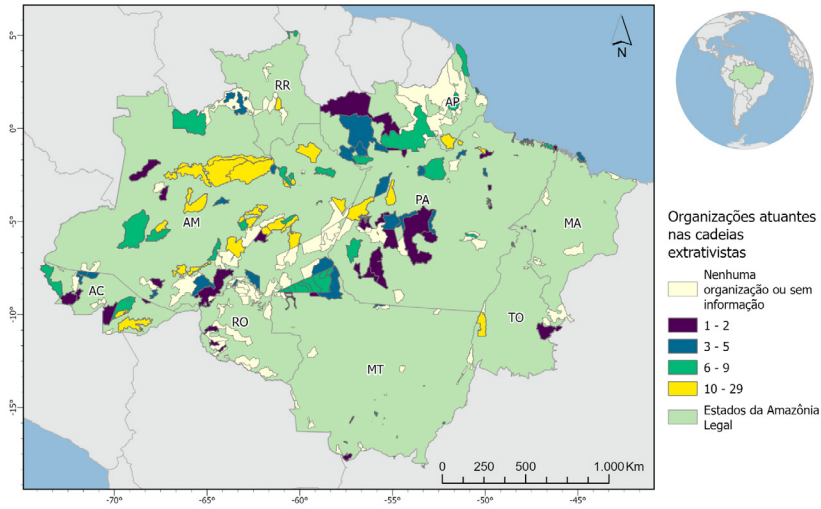 5°
0°
-5°
-10°
-15°
-70°
-65°
-60°
-55°
-50°
-45°
N
RR
AP
AM
PA
MA
AC
RO
TO
MT
0 250 500 1.000 Km
Organizações atuantes
nas cadeias
extrativistas
Nenhuma
organização ou sem
informação
1 - 2
3 - 5
6 - 9
10 - 29
Estados da Amazônia
Legal